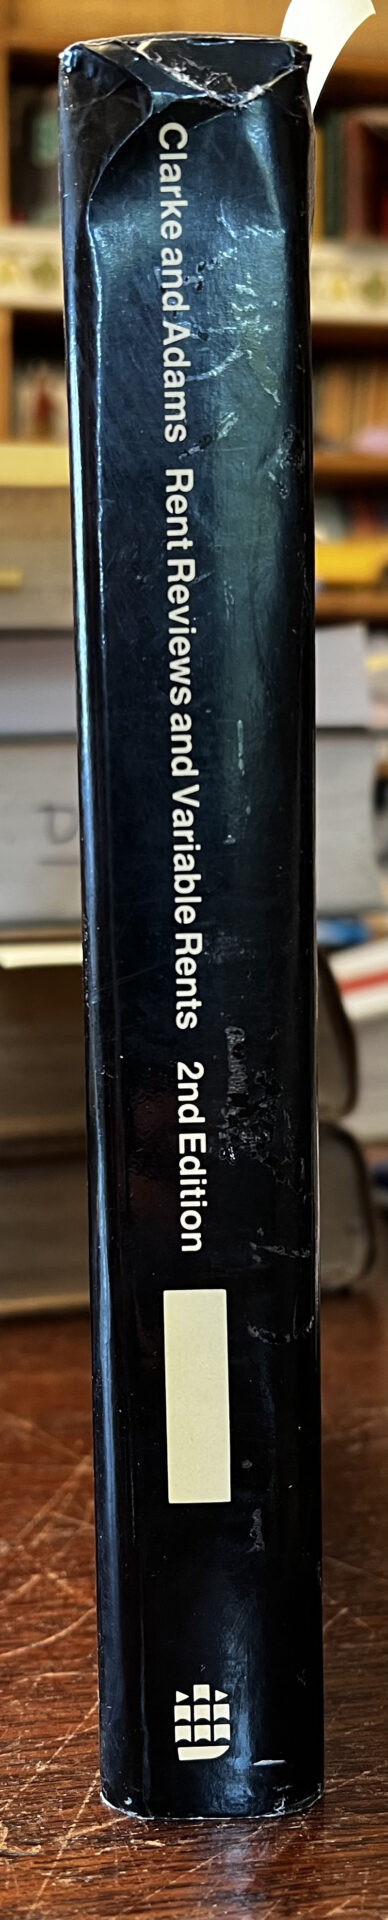 Clarke and Adams Rent Reviews and Variable Rents 2nd Edition